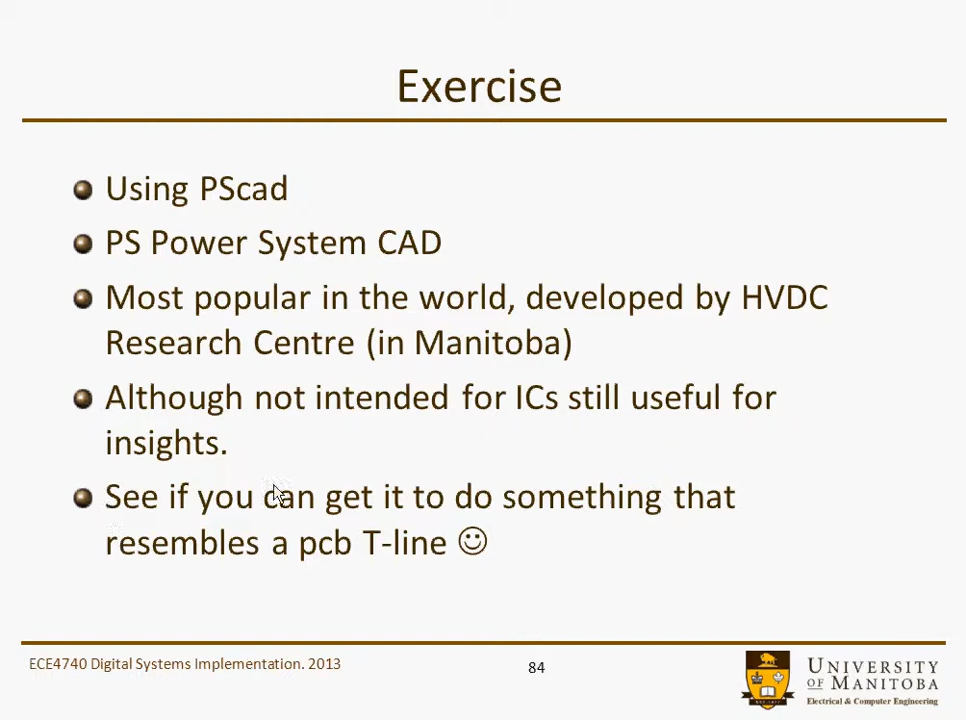 Exercise
Using PScad
PS Power System CAD
Most popular in the world, developed by HVDC
Research Centre (in Manitoba)
Although not intended for ICs still useful for
insights.
See if you can get it to do something that
resembles a pcb T-line ☺
ECE4740 Digital Systems Implementation. 2013
84
UNIVERSITY
OF MANITOBA
Electrical & Computer Engineering